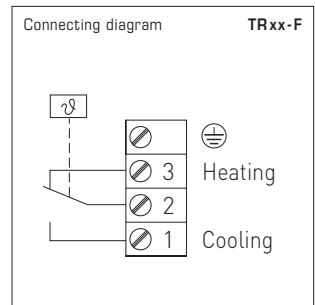 Connecting diagram TRxx-F
ϑ
3 Heating
2
1 Cooling